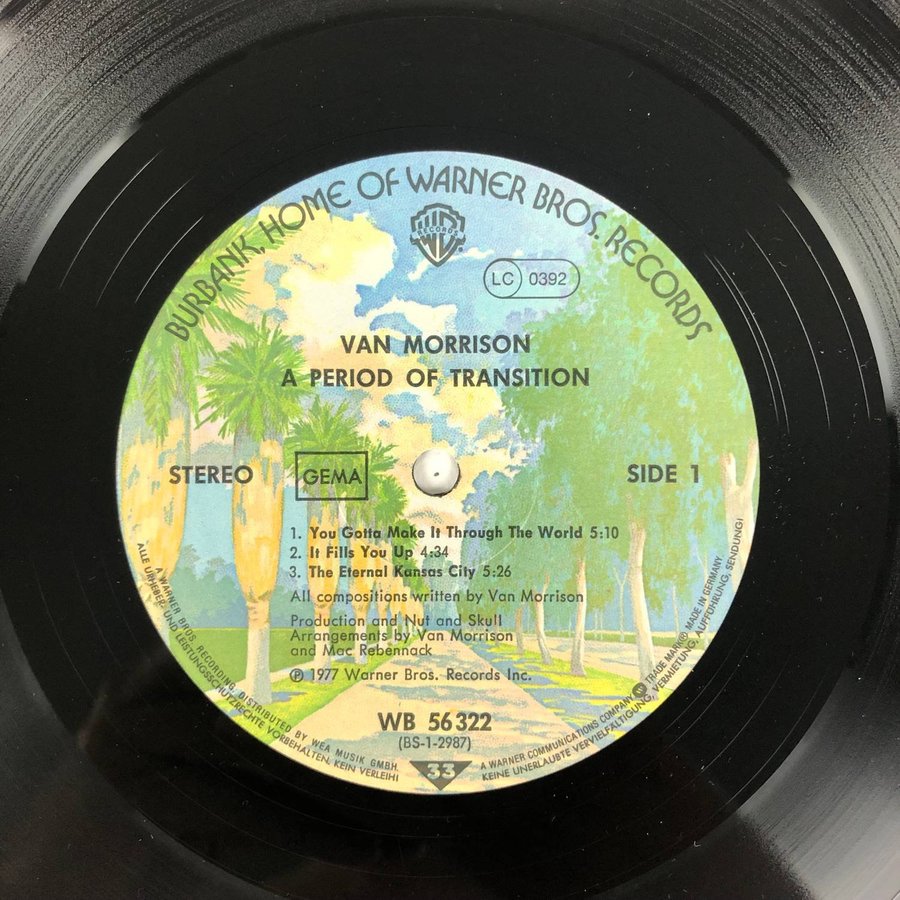 BURBANK, HOME OF WARNER BROS. RECORDS
RECORDS
LC 0392
VAN MORRISON
A PERIOD OF TRANSITION
STEREO GEMA SIDE 1
1. You Gotta Make It Through The World 5:10
2. It Fills You Up 4:34
3. The Eternal Kansas City 5:26
All compositions written by Van Morrison
Production and Nut and Skull
Arrangements by Van Morrison
and Mac Rebennack
℗ 1977 Warner Bros. Records Inc.
WB 56 322
(BS-1-2987)
33
A WARNER BROS. RECORDING, DISTRIBUTED BY WEA MUSIK GMBH. A WARNER COMMUNICATIONS COMPANY TRADE MARK® MADE IN GERMANY
ALLE URHEBER- UND LEISTUNGSSCHUTZRECHTE VORBEHALTEN, KEIN VERLEIH! KEINE UNERLAUBTE VERVIELFÄLTIGUNG, VERMIETUNG, AUFFÜHRUNG, SENDUNG!